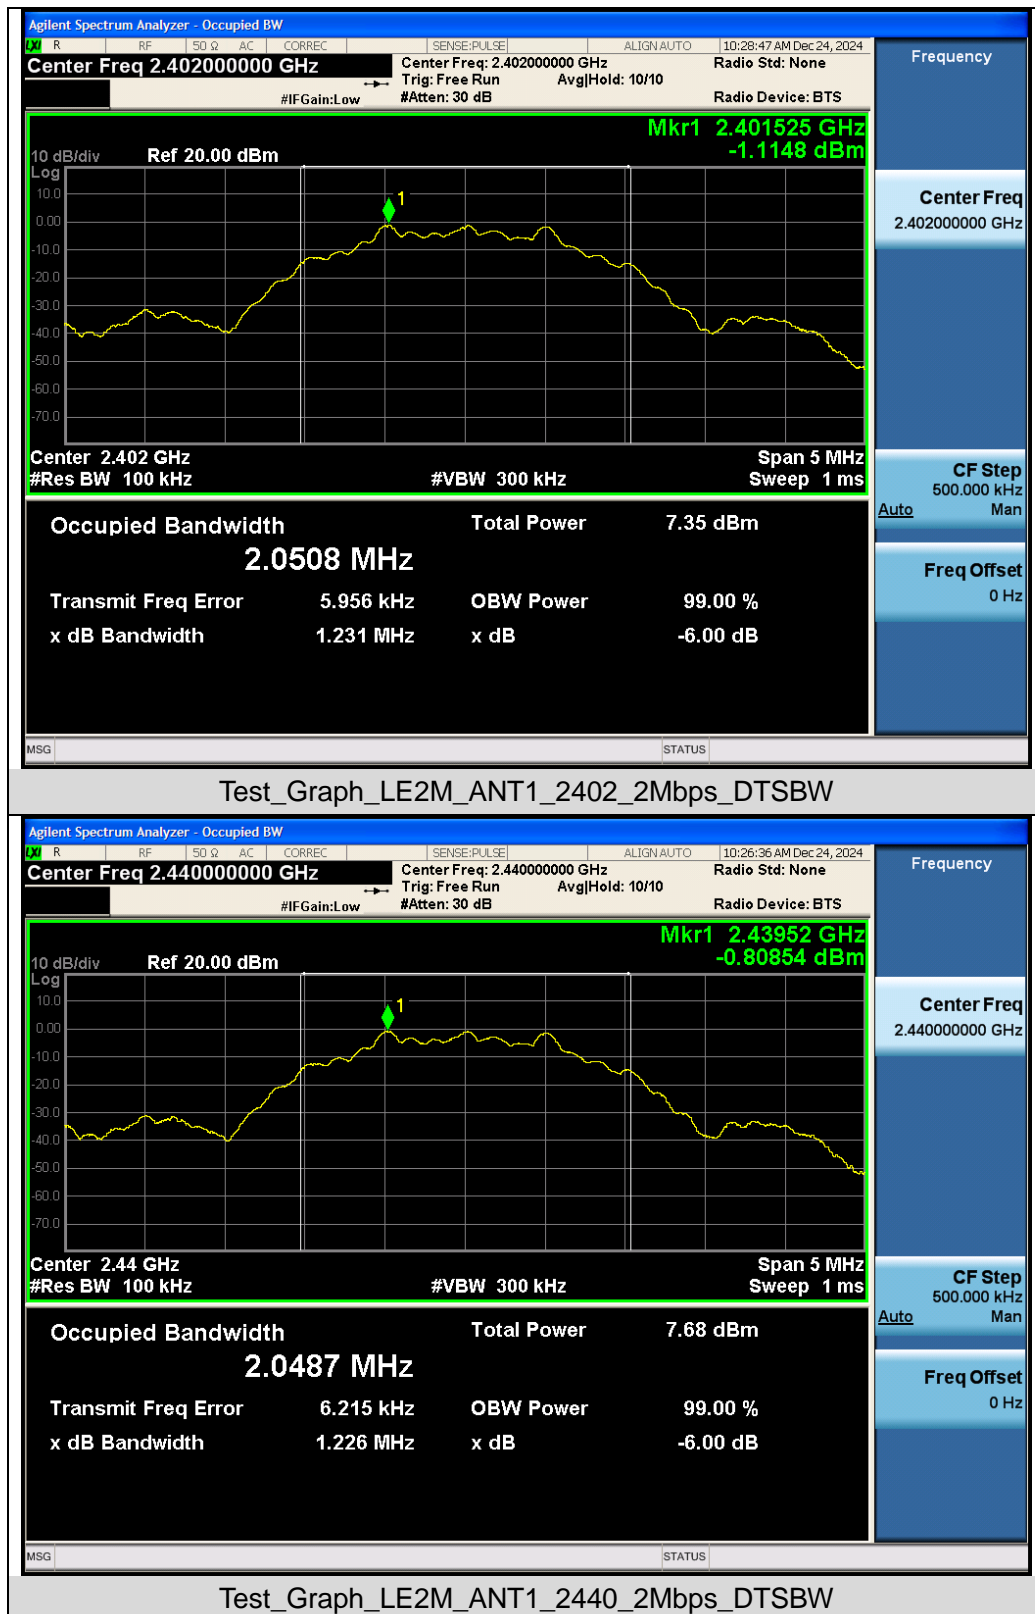 Agilent Spectrum Analyzer - Occupied BW
LXI R RF 50 Ω AC CORREC SENSE:PULSE ALIGN AUTO 10:28:47 AM Dec 24, 2024
Center Freq 2.402000000 GHz
Center Freq: 2.402000000 GHz
Radio Std: None
Trig: Free Run Avg|Hold: 10/10
#IFGain:Low #Atten: 30 dB Radio Device: BTS
Mkr1 2.401525 GHz
-1.1148 dBm
10 dB/div Ref 20.00 dBm
Log
10.0
0.00
-10.0
-20.0
-30.0
-40.0
-50.0
-60.0
-70.0
1
Center 2.402 GHz Span 5 MHz
#Res BW 100 kHz #VBW 300 kHz Sweep 1 ms
Occupied Bandwidth Total Power 7.35 dBm
2.0508 MHz
Transmit Freq Error 5.956 kHz OBW Power 99.00 %
x dB Bandwidth 1.231 MHz x dB -6.00 dB
MSG STATUS
Frequency
Center Freq
2.402000000 GHz
CF Step
500.000 kHz
Auto Man
Freq Offset
0 Hz
Test_Graph_LE2M_ANT1_2402_2Mbps_DTSBW
Agilent Spectrum Analyzer - Occupied BW
LXI R RF 50 Ω AC CORREC SENSE:PULSE ALIGN AUTO 10:26:36 AM Dec 24, 2024
Center Freq 2.440000000 GHz
Center Freq: 2.440000000 GHz
Radio Std: None
Trig: Free Run Avg|Hold: 10/10
#IFGain:Low #Atten: 30 dB Radio Device: BTS
Mkr1 2.43952 GHz
-0.80854 dBm
10 dB/div Ref 20.00 dBm
Log
10.0
0.00
-10.0
-20.0
-30.0
-40.0
-50.0
-60.0
-70.0
1
Center 2.44 GHz Span 5 MHz
#Res BW 100 kHz #VBW 300 kHz Sweep 1 ms
Occupied Bandwidth Total Power 7.68 dBm
2.0487 MHz
Transmit Freq Error 6.215 kHz OBW Power 99.00 %
x dB Bandwidth 1.226 MHz x dB -6.00 dB
MSG STATUS
Frequency
Center Freq
2.440000000 GHz
CF Step
500.000 kHz
Auto Man
Freq Offset
0 Hz
Test_Graph_LE2M_ANT1_2440_2Mbps_DTSBW